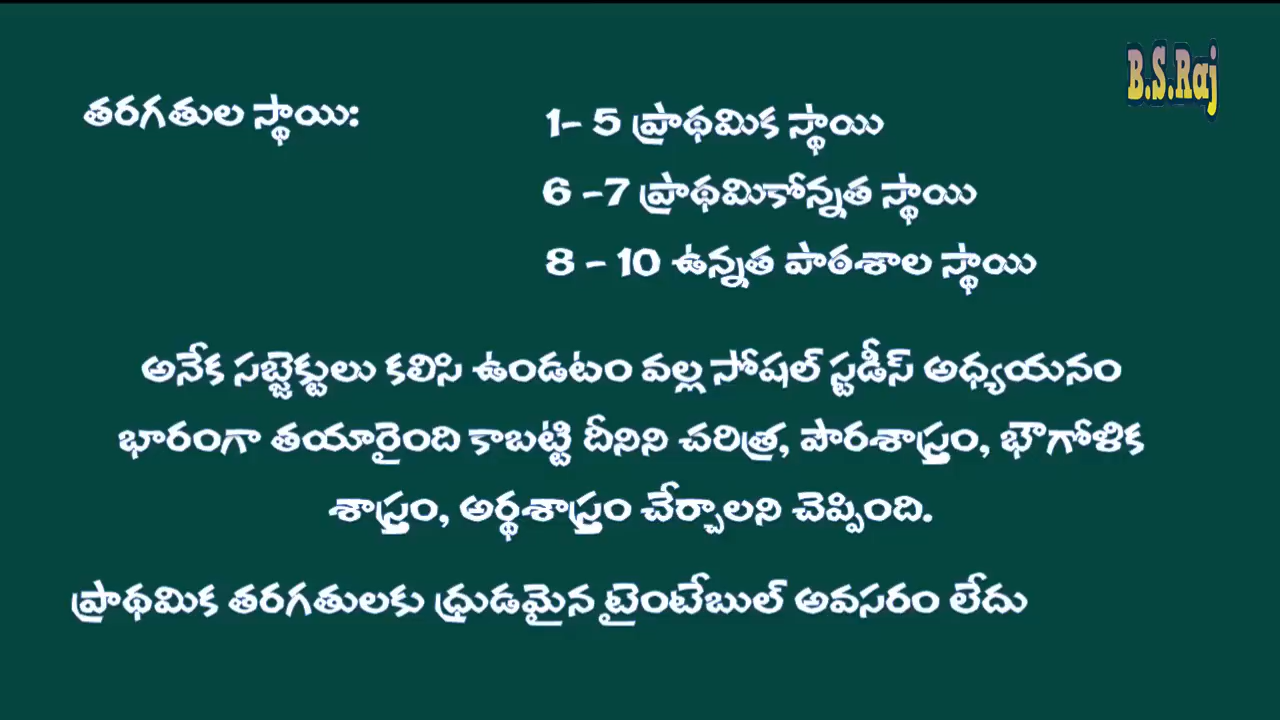 B.S.Raj
తరగతుల స్థాయి:
1- 5 ప్రాథమిక స్థాయి
6 -7 ప్రాథమికోన్నత స్థాయి
8 - 10 ఉన్నత పాఠశాల స్థాయి
అనేక సబ్జెక్టులు కలిసి ఉండటం వల్ల సోషల్ స్టడీస్ అధ్యయనం
భారంగా తయారైంది కాబట్టి దీనిని చరిత్ర, పౌరశాస్త్రం, భౌగోళిక
శాస్త్రం, అర్థశాస్త్రం చేర్చాలని చెప్పింది.
ప్రాథమిక తరగతులకు ధ్రుడమైన టైంటేబుల్ అవసరం లేదు